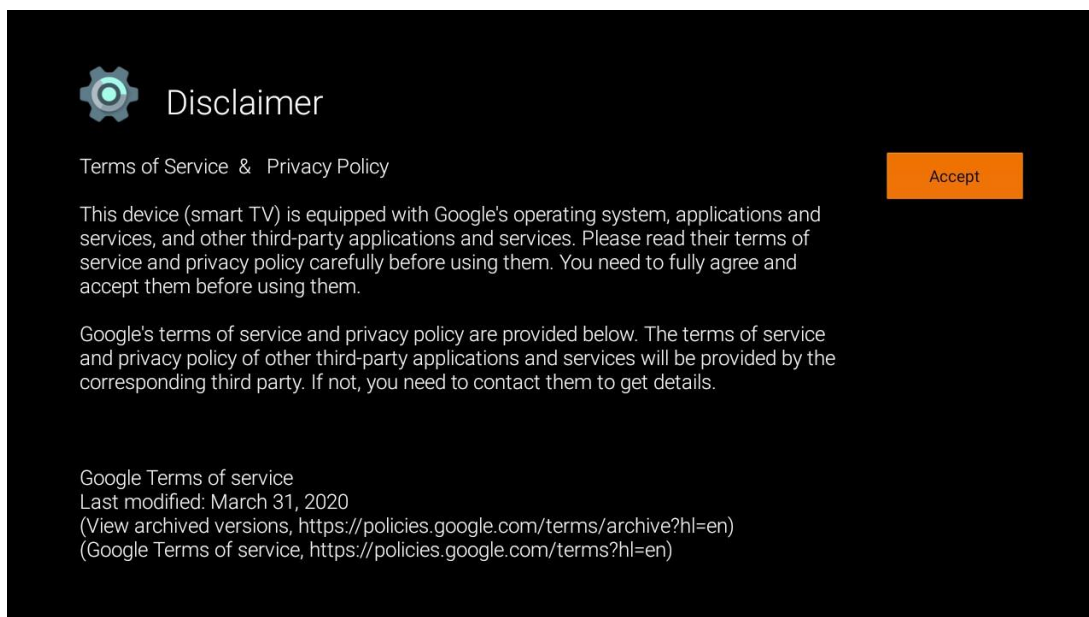 Disclaimer
Terms of Service & Privacy Policy
Accept
This device (smart TV) is equipped with Google's operating system, applications and
services, and other third-party applications and services. Please read their terms of
service and privacy policy carefully before using them. You need to fully agree and
accept them before using them.
Google's terms of service and privacy policy are provided below. The terms of service
and privacy policy of other third-party applications and services will be provided by the
corresponding third party. If not, you need to contact them to get details.
Google Terms of service
Last modified: March 31, 2020
(View archived versions, https://policies.google.com/terms/archive?hl=en)
(Google Terms of service, https://policies.google.com/terms?hl=en)